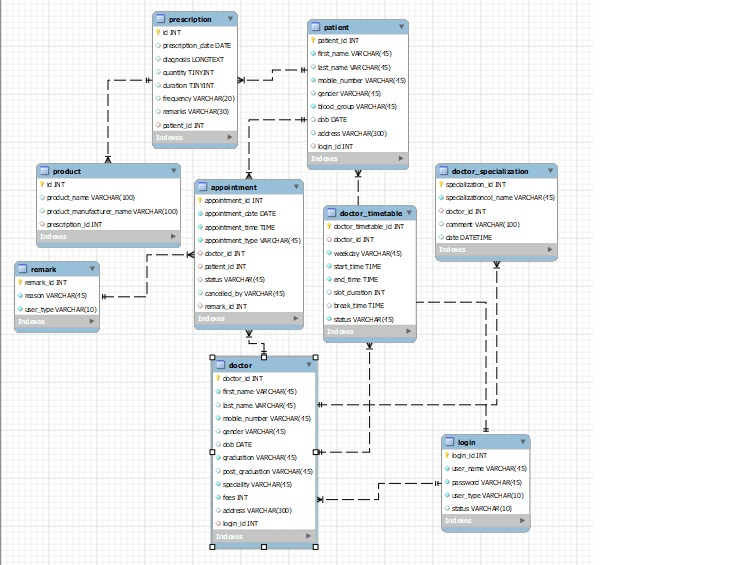 prescription
id INT
prescription_date DATE
diagnosis LONGTEXT
quantity TINYINT
duration TINYINT
frequency VARCHAR(20)
remarks VARCHAR(30)
patient_id INT
Indexes
patient
patient_id INT
first_name VARCHAR(45)
last_name VARCHAR(45)
mobile_number VARCHAR(45)
gender VARCHAR(45)
blood_group VARCHAR(45)
dob DATE
address VARCHAR(300)
login_id INT
Indexes
product
id INT
product_name VARCHAR(100)
product_manufacturer_name VARCHAR(100)
prescription_id INT
Indexes
appointment
appointment_id INT
appointment_date DATE
appointment_time TIME
appointment_type VARCHAR(45)
doctor_id INT
patient_id INT
status VARCHAR(45)
cancelled_by VARCHAR(45)
remark_id INT
Indexes
doctor_specialization
specialization_id INT
specializationcol_name VARCHAR(45)
doctor_id INT
comment VARCHAR(100)
date DATETIME
Indexes
doctor_timetable
doctor_timetable_id INT
doctor_id INT
weekday VARCHAR(45)
start_time TIME
end_time TIME
slot_duration INT
break_time TIME
status VARCHAR(45)
Indexes
remark
remark_id INT
reason VARCHAR(45)
user_type VARCHAR(10)
Indexes
doctor
doctor_id INT
first_name VARCHAR(45)
last_name VARCHAR(45)
mobile_number VARCHAR(45)
gender VARCHAR(45)
dob DATE
graduation VARCHAR(45)
post_graduation VARCHAR(45)
speciality VARCHAR(45)
fees INT
address VARCHAR(300)
login_id INT
Indexes
login
login_id INT
user_name VARCHAR(45)
password VARCHAR(45)
user_type VARCHAR(10)
status VARCHAR(10)
Indexes